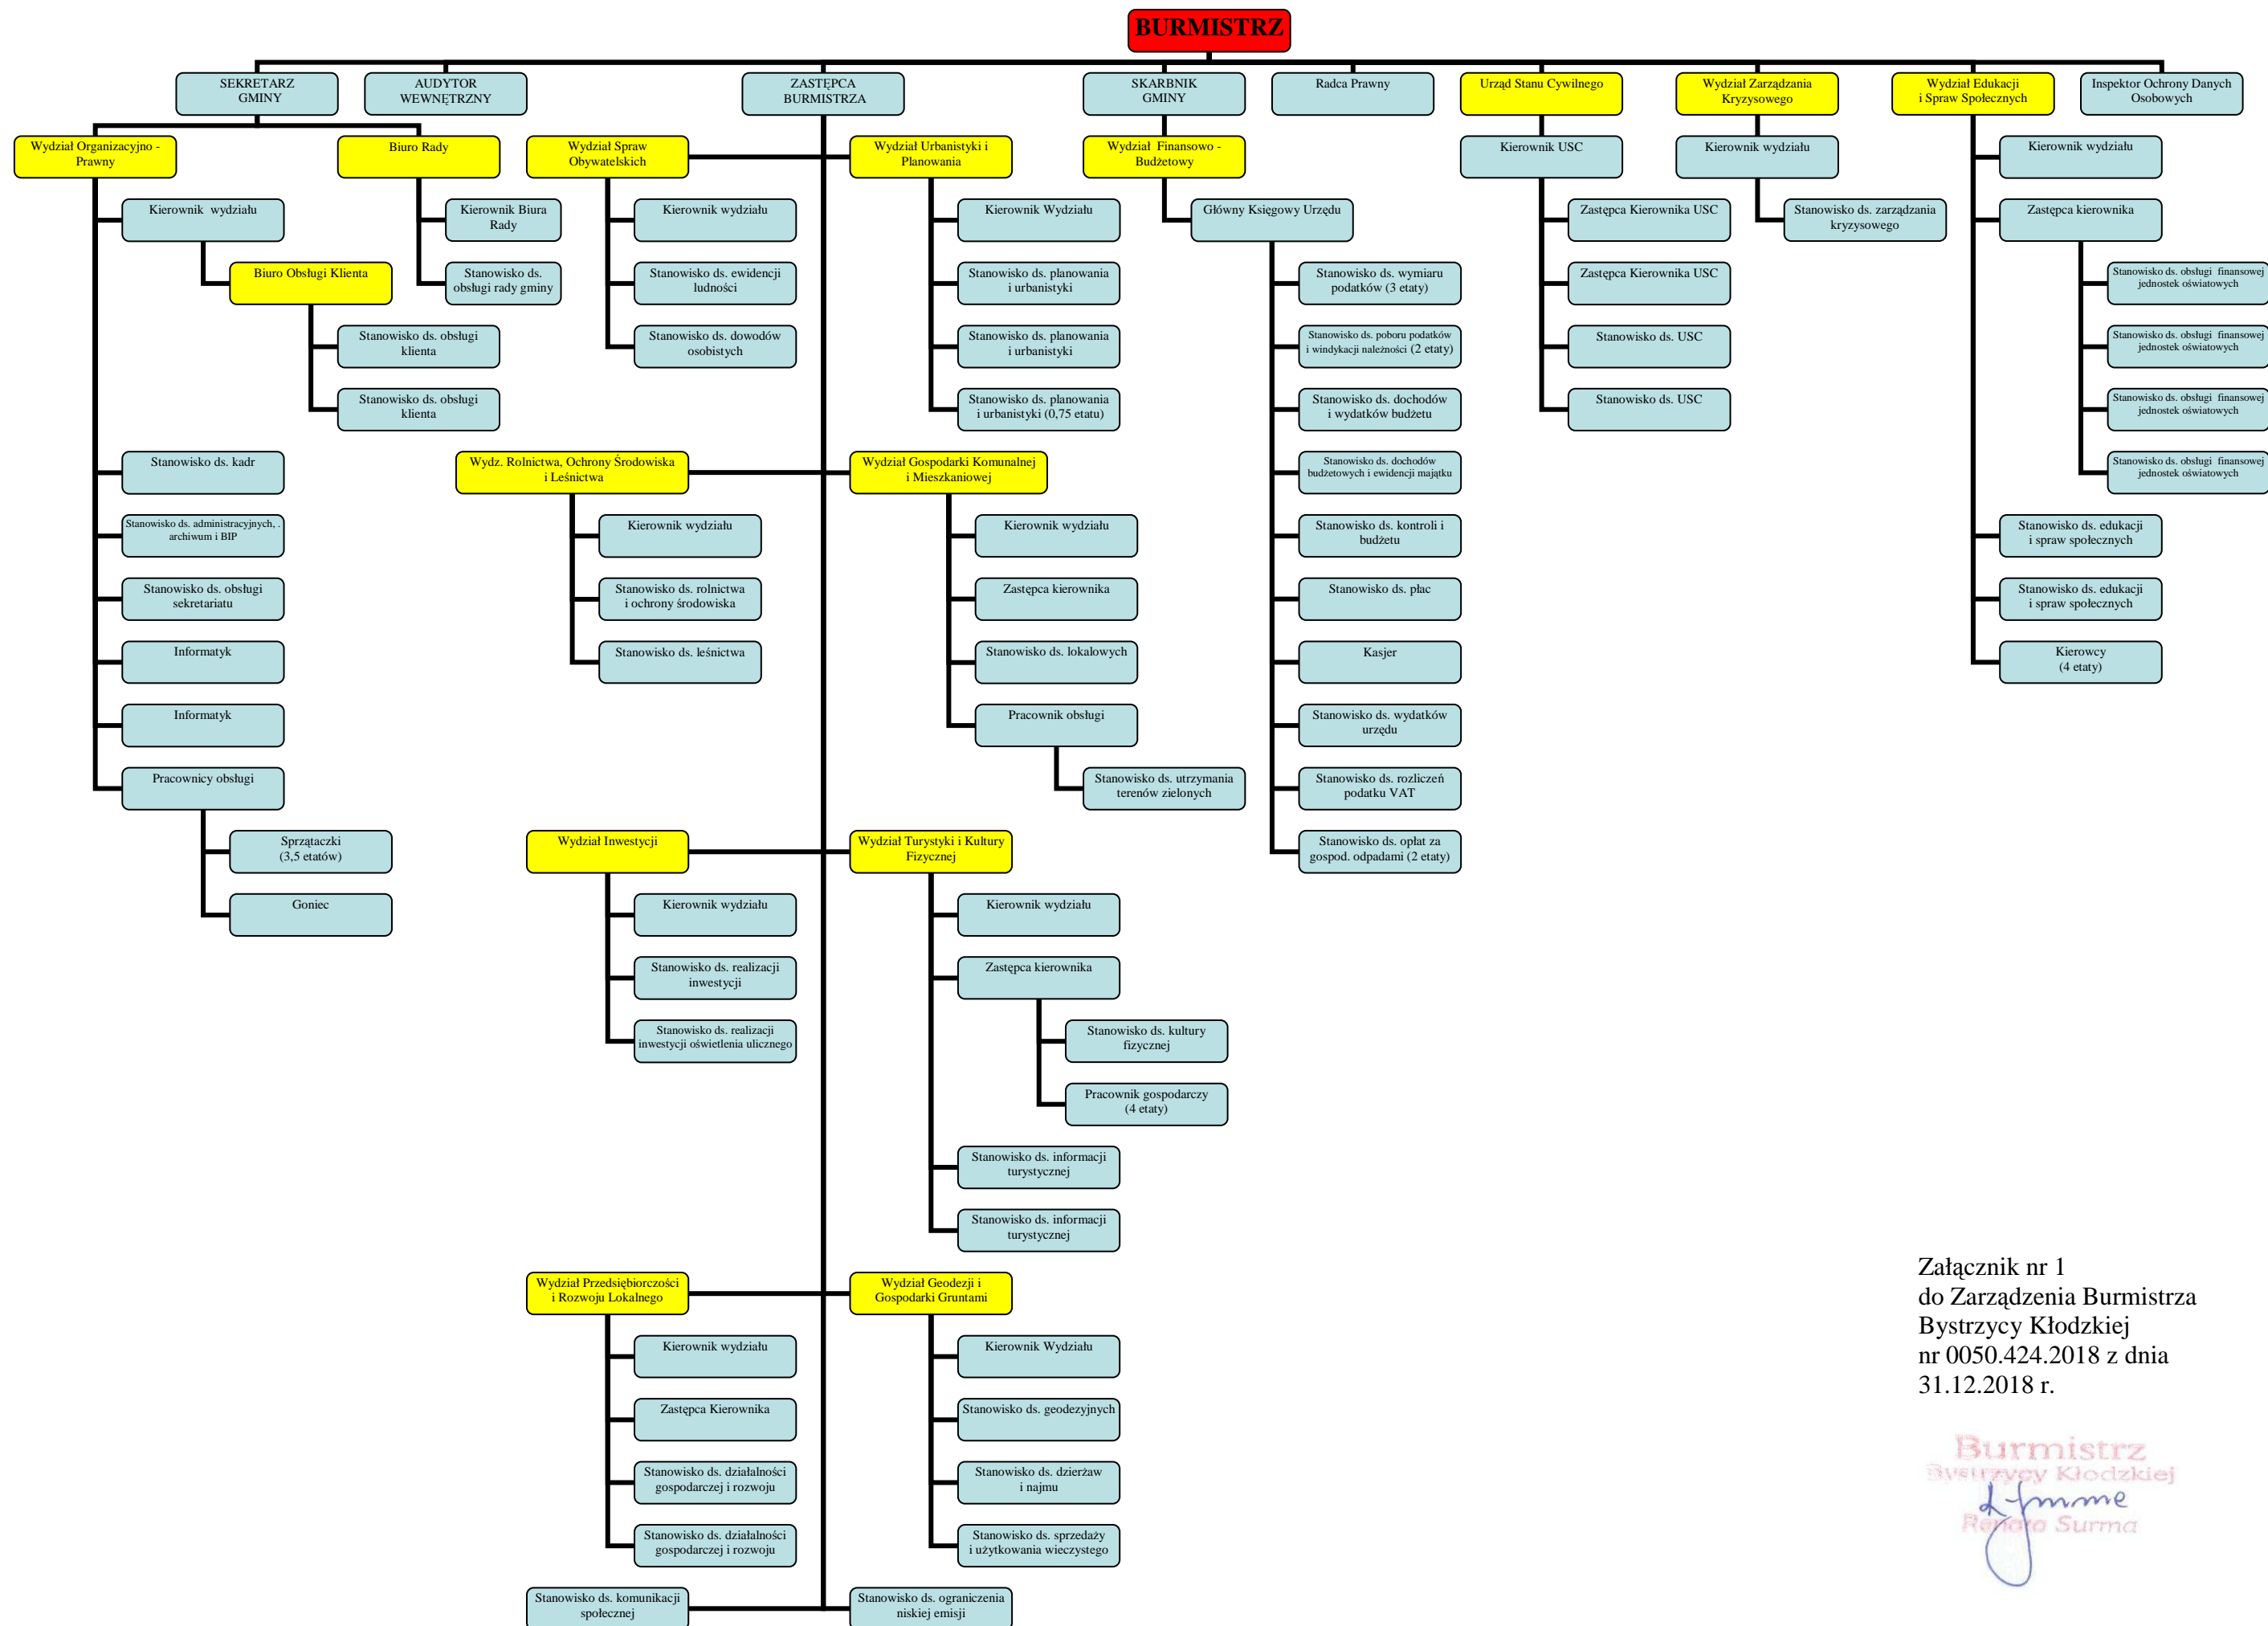 BURMISTRZ
SEKRETARZ
GMINY
AUDYTOR
WEWNĘTRZNY
ZASTĘPCA
BURMISTRZA
SKARBNIK
GMINY
Radca Prawny
Urząd Stanu Cywilnego
Wydział Zarządzania
Kryzysowego
Wydział Edukacji
i Spraw Społecznych
Inspektor Ochrony Danych
Osobowych
Wydział Organizacyjno -
Prawny
Kierownik wydziału
Biuro Obsługi Klienta
Stanowisko ds. obsługi
klienta
Stanowisko ds. obsługi
klienta
Stanowisko ds. kadr
Stanowisko ds. administracyjnych, .
archiwum i BIP
Stanowisko ds. obsługi
sekretariatu
Informatyk
Informatyk
Pracownicy obsługi
Sprzątaczki
(3,5 etatów)
Goniec
Biuro Rady
Kierownik Biura
Rady
Stanowisko ds.
obsługi rady gminy
Wydział Spraw
Obywatelskich
Kierownik wydziału
Stanowisko ds. ewidencji
ludności
Stanowisko ds. dowodów
osobistych
Wydział Urbanistyki i
Planowania
Kierownik Wydziału
Stanowisko ds. planowania
i urbanistyki
Stanowisko ds. planowania
i urbanistyki
Stanowisko ds. planowania
i urbanistyki (0,75 etatu)
Wydz. Rolnictwa, Ochrony Środowiska
i Leśnictwa
Kierownik wydziału
Stanowisko ds. rolnictwa
i ochrony środowiska
Stanowisko ds. leśnictwa
Wydział Gospodarki Komunalnej
i Mieszkaniowej
Kierownik wydziału
Zastępca kierownika
Stanowisko ds. lokalowych
Pracownik obsługi
Stanowisko ds. utrzymania
terenów zielonych
Wydział Inwestycji
Kierownik wydziału
Stanowisko ds. realizacji
inwestycji
Stanowisko ds. realizacji
inwestycji oświetlenia ulicznego
Wydział Turystyki i Kultury
Fizycznej
Kierownik wydziału
Zastępca kierownika
Stanowisko ds. kultury
fizycznej
Pracownik gospodarczy
(4 etaty)
Stanowisko ds. informacji
turystycznej
Stanowisko ds. informacji
turystycznej
Wydział Przedsiębiorczości
i Rozwoju Lokalnego
Kierownik wydziału
Zastępca Kierownika
Stanowisko ds. działalności
gospodarczej i rozwoju
Stanowisko ds. działalności
gospodarczej i rozwoju
Wydział Geodezji i
Gospodarki Gruntami
Kierownik Wydziału
Stanowisko ds. geodezyjnych
Stanowisko ds. dzierżaw
i najmu
Stanowisko ds. sprzedaży
i użytkowania wieczystego
Stanowisko ds. komunikacji
społecznej
Stanowisko ds. ograniczenia
niskiej emisji
Wydział Finansowo -
Budżetowy
Główny Księgowy Urzędu
Stanowisko ds. wymiaru
podatków (3 etaty)
Stanowisko ds. poboru podatków
i windykacji należności (2 etaty)
Stanowisko ds. dochodów
i wydatków budżetu
Stanowisko ds. dochodów
budżetowych i ewidencji majątku
Stanowisko ds. kontroli i
budżetu
Stanowisko ds. płac
Kasjer
Stanowisko ds. wydatków
urzędu
Stanowisko ds. rozliczeń
podatku VAT
Stanowisko ds. opłat za
gospod. odpadami (2 etaty)
Kierownik USC
Zastępca Kierownika USC
Zastępca Kierownika USC
Stanowisko ds. USC
Stanowisko ds. USC
Kierownik wydziału
Stanowisko ds. zarządzania
kryzysowego
Kierownik wydziału
Zastępca kierownika
Stanowisko ds. obsługi finansowej
jednostek oświatowych
Stanowisko ds. obsługi finansowej
jednostek oświatowych
Stanowisko ds. obsługi finansowej
jednostek oświatowych
Stanowisko ds. obsługi finansowej
jednostek oświatowych
Stanowisko ds. edukacji
i spraw społecznych
Stanowisko ds. edukacji
i spraw społecznych
Kierowcy
(4 etaty)
Załącznik nr 1
do Zarządzenia Burmistrza
Bystrzycy Kłodzkiej
nr 0050.424.2018 z dnia
31.12.2018 r.
Burmistrz
Bystrzycy Kłodzkiej
Renata Surma